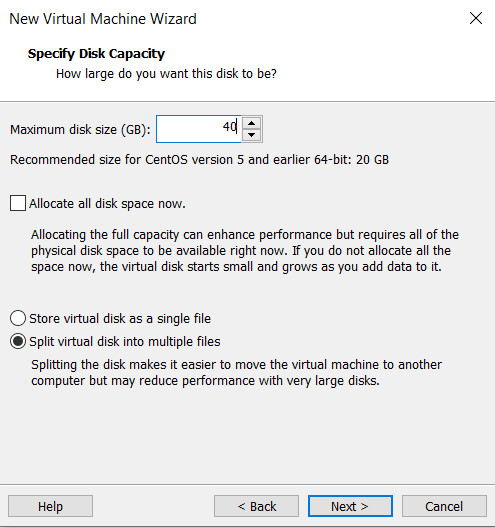 New Virtual Machine Wizard
Specify Disk Capacity
How large do you want this disk to be?
Maximum disk size (GB): 40
Recommended size for CentOS version 5 and earlier 64-bit: 20 GB
Allocate all disk space now.
Allocating the full capacity can enhance performance but requires all of the
physical disk space to be available right now. If you do not allocate all the
space now, the virtual disk starts small and grows as you add data to it.
Store virtual disk as a single file
Split virtual disk into multiple files
Splitting the disk makes it easier to move the virtual machine to another
computer but may reduce performance with very large disks.
Help < Back Next > Cancel